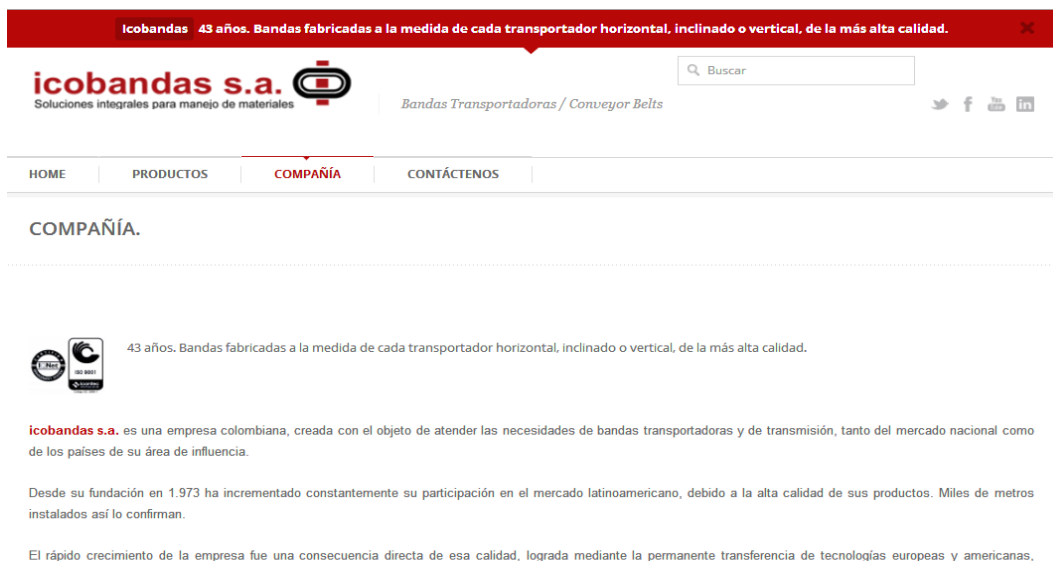 Icobandas 43 años. Bandas fabricadas a la medida de cada transportador horizontal, inclinado o vertical, de la más alta calidad.
icobandas s.a.
Soluciones integrales para manejo de materiales
Bandas Transportadoras / Conveyor Belts
Buscar
HOME PRODUCTOS COMPAÑÍA CONTÁCTENOS
COMPAÑÍA.
ISO 9001
43 años. Bandas fabricadas a la medida de cada transportador horizontal, inclinado o vertical, de la más alta calidad.
icobandas s.a. es una empresa colombiana, creada con el objeto de atender las necesidades de bandas transportadoras y de transmisión, tanto del mercado nacional como
de los países de su área de influencia.
Desde su fundación en 1.973 ha incrementado constantemente su participación en el mercado latinoamericano, debido a la alta calidad de sus productos. Miles de metros
instalados así lo confirman.
El rápido crecimiento de la empresa fue una consecuencia directa de esa calidad, lograda mediante la permanente transferencia de tecnologías europeas y americanas,